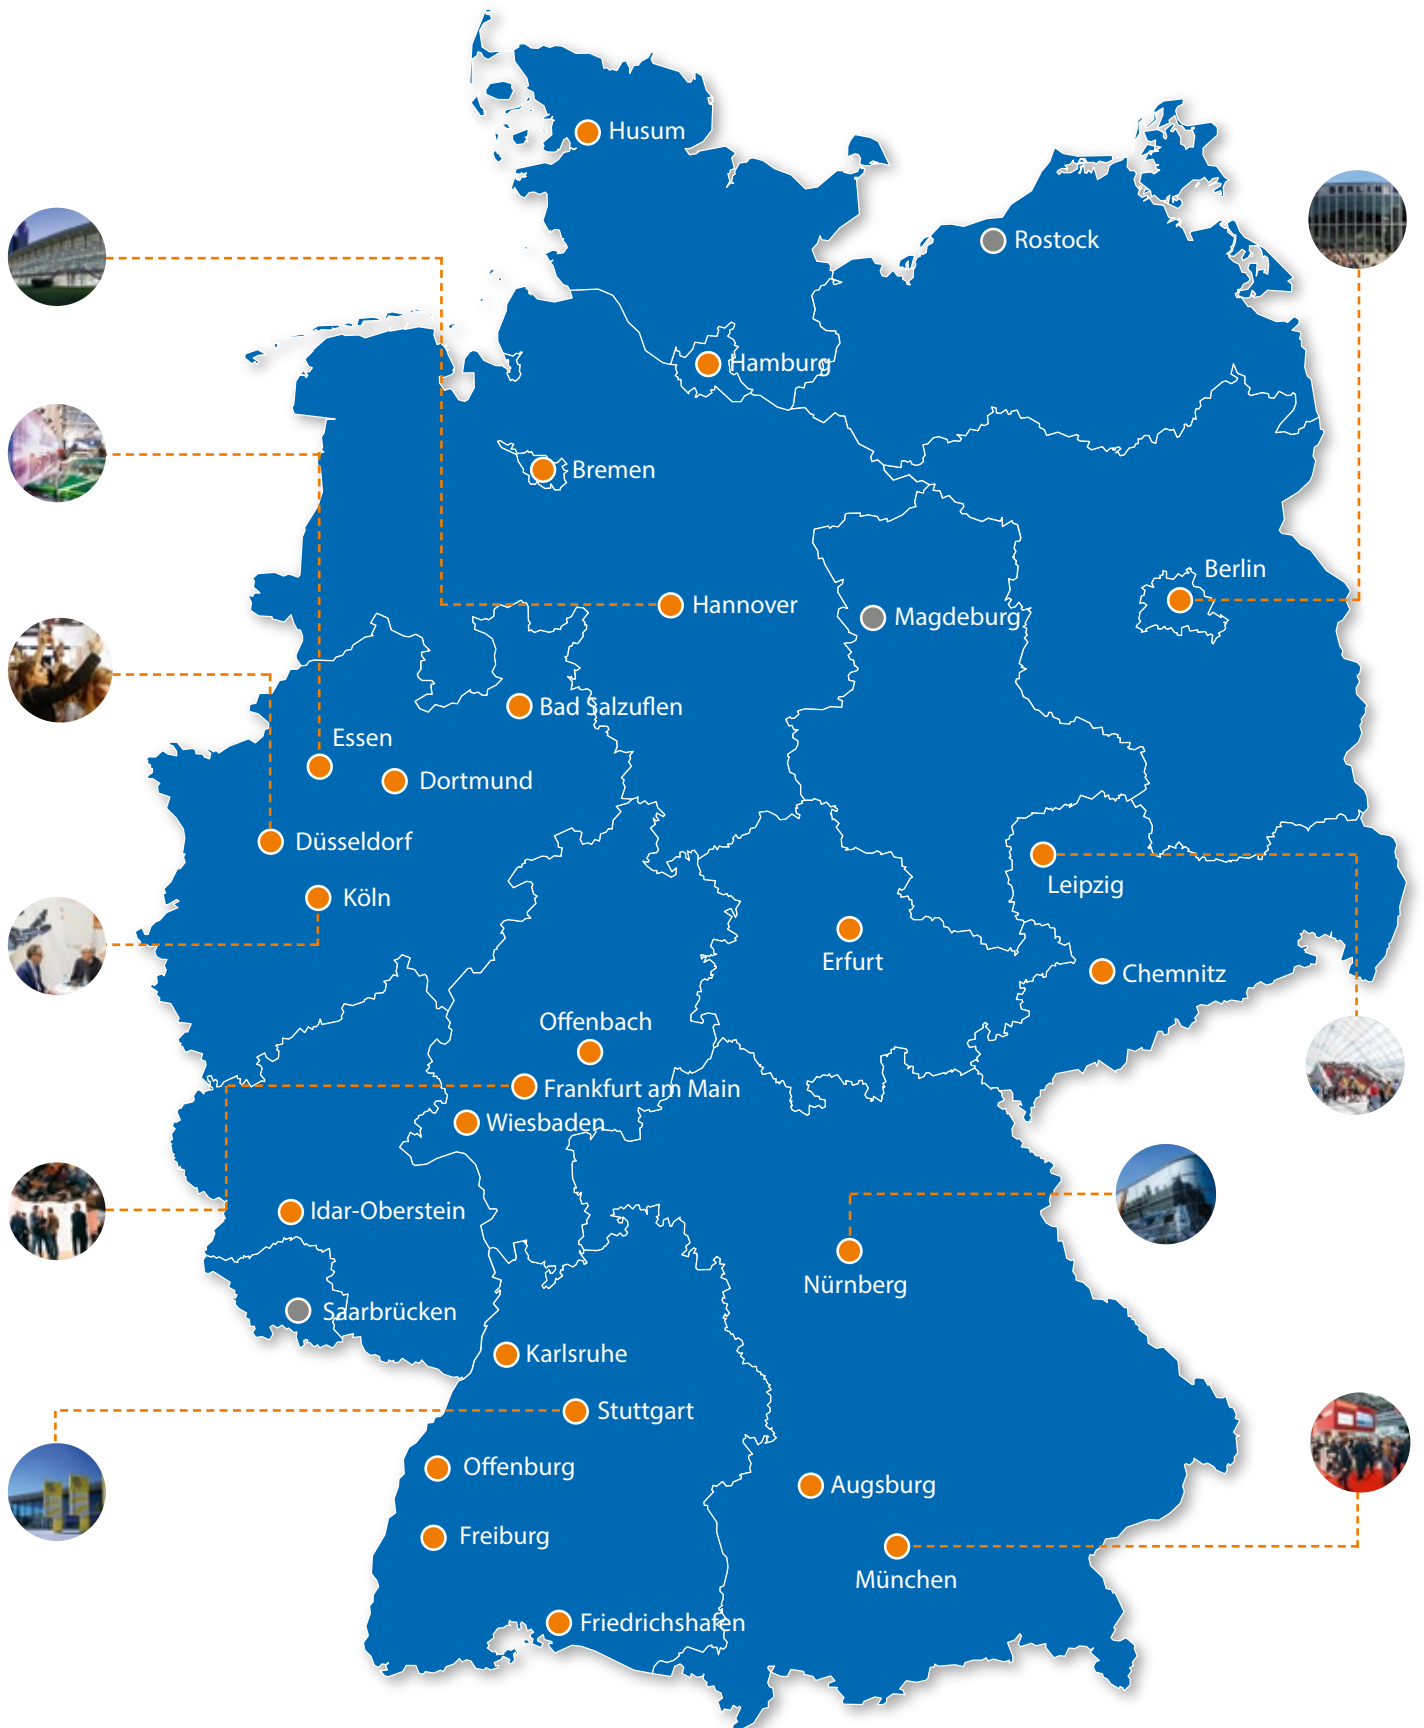 Husum
Rostock
Hamburg
Bremen
Berlin
Hannover
Magdeburg
Bad Salzuflen
Essen
Dortmund
Düsseldorf
Leipzig
Köln
Erfurt
Chemnitz
Offenbach
Frankfurt am Main
Wiesbaden
Idar-Oberstein
Nürnberg
Saarbrücken
Karlsruhe
Stuttgart
Offenburg
Augsburg
Freiburg
München
Friedrichshafen